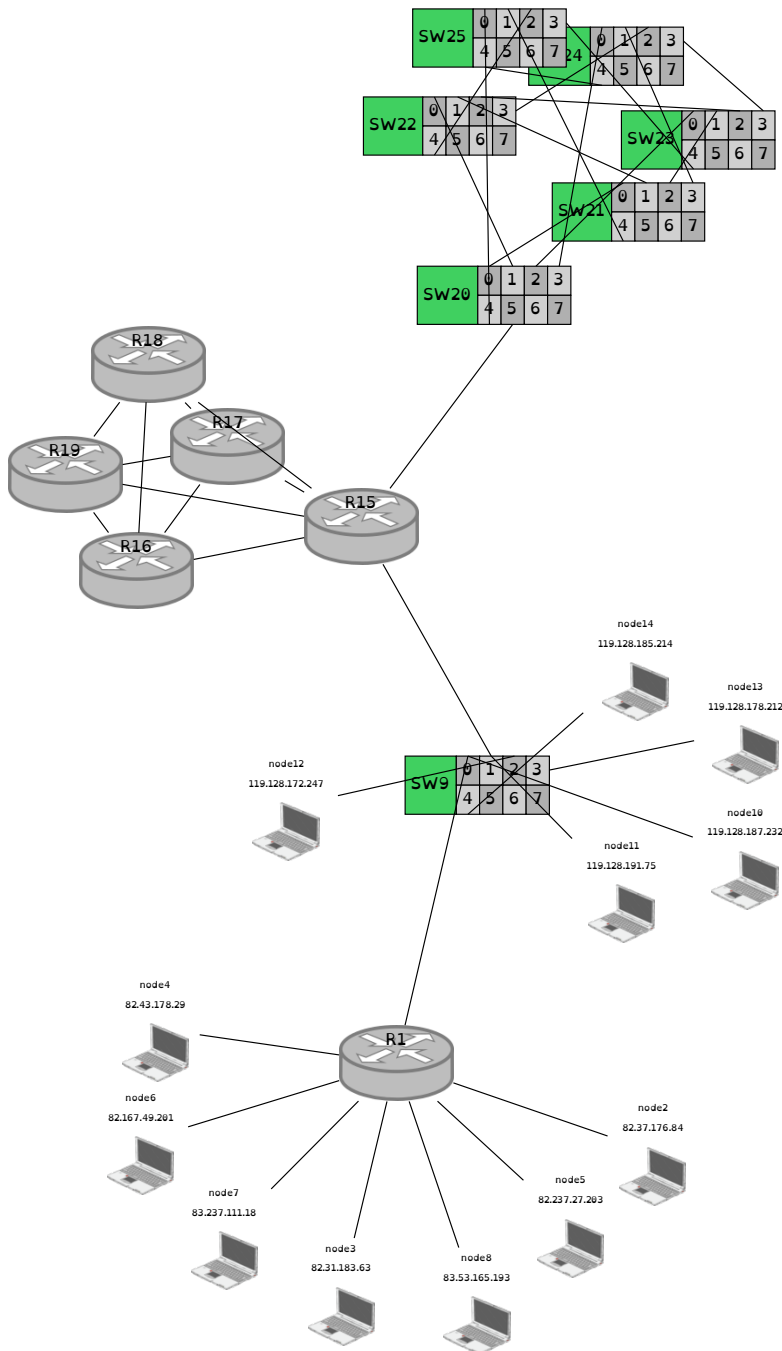 SW25 0 1 2 3
4 5 6 7
24 0 1 2 3
4 5 6 7
SW22 0 1 2 3
4 5 6 7
SW23 0 1 2 3
4 5 6 7
SW21 0 1 2 3
4 5 6 7
SW20 0 1 2 3
4 5 6 7
R18
R17
R19
R15
R16
node14
119.128.185.214
node13
119.128.178.212
node12
119.128.172.247
SW9 0 1 2 3
4 5 6 7
node10
119.128.187.232
node11
119.128.191.75
node4
82.43.178.29
R1
node6
82.167.49.201
node2
82.37.176.84
node7
83.237.111.18
node5
82.237.27.203
node3
82.31.183.63
node8
83.53.165.193